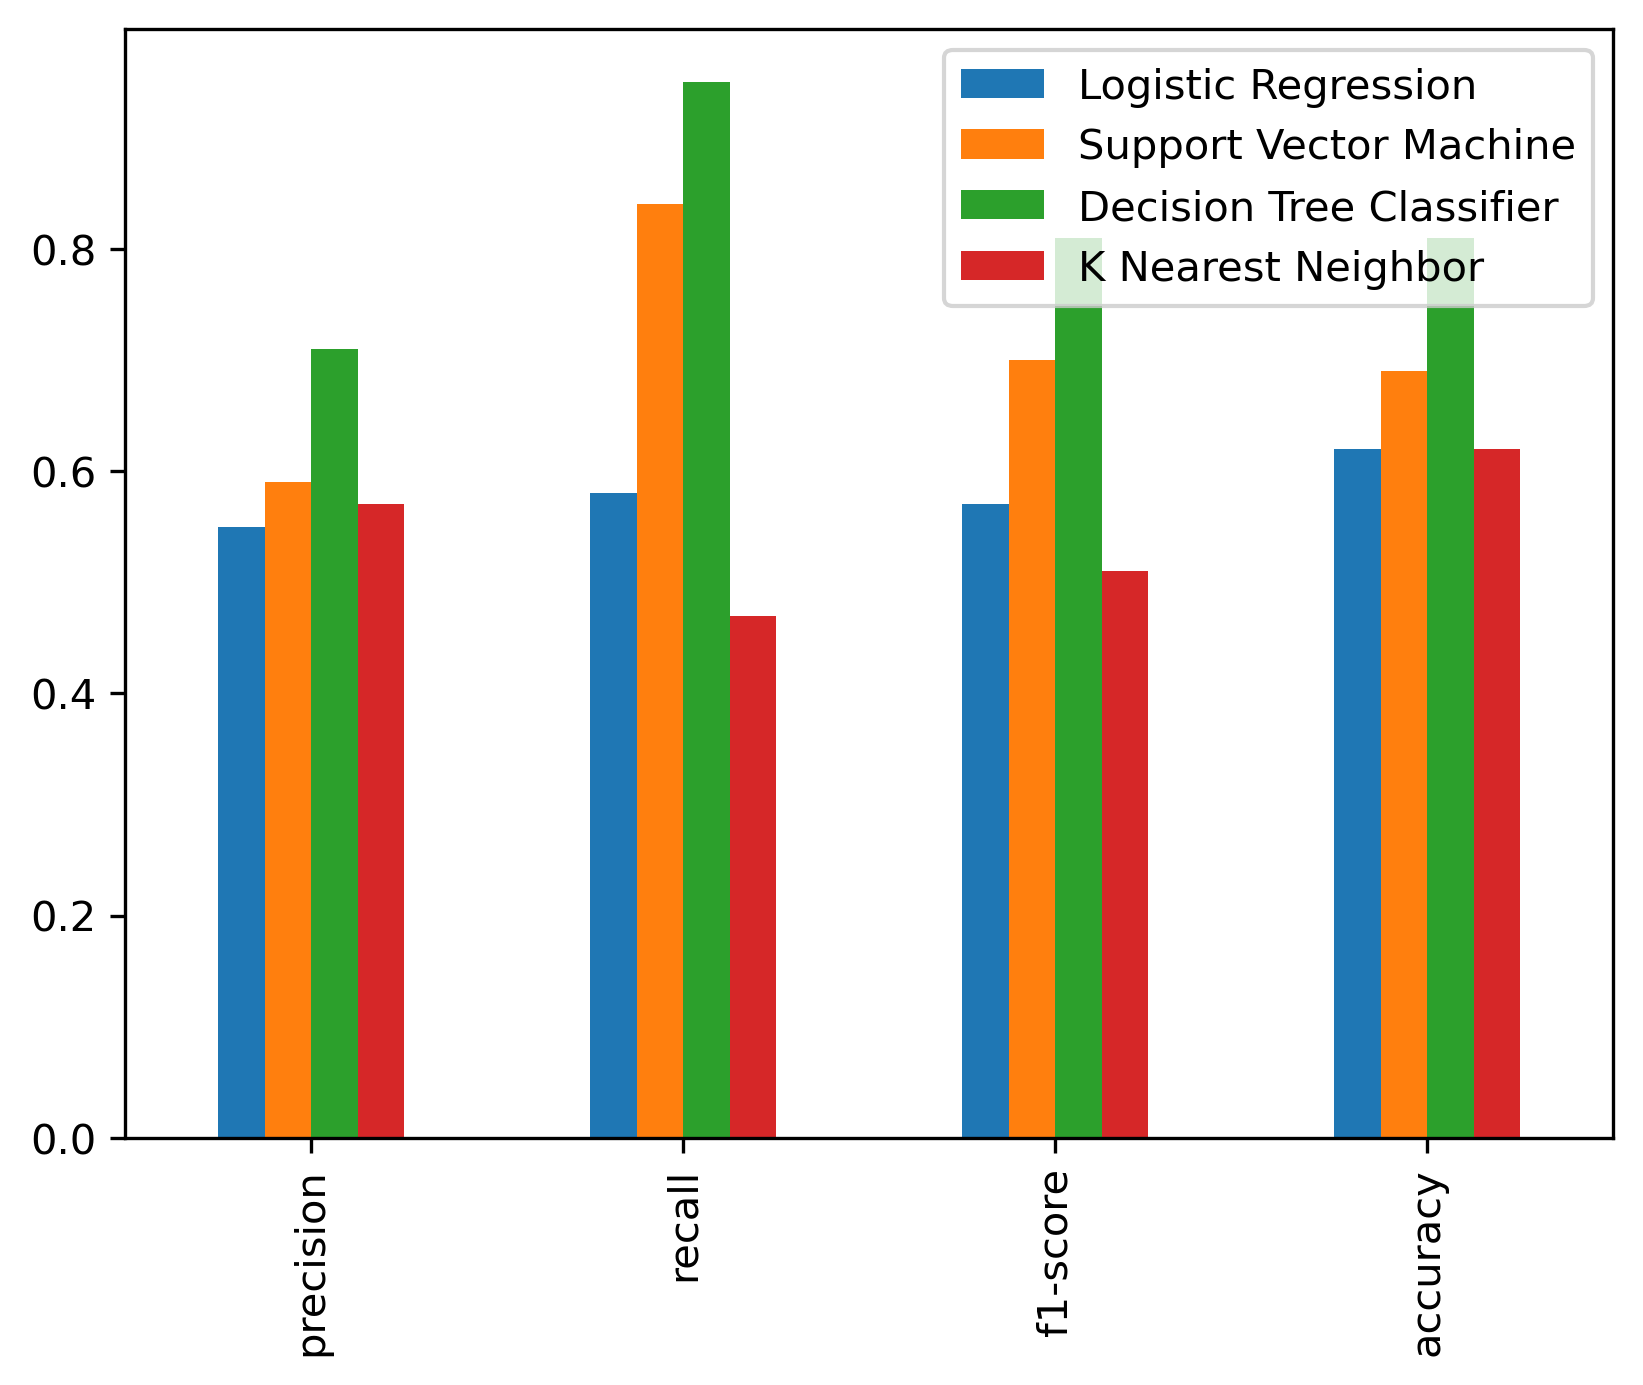 Logistic Regression
Support Vector Machine
Decision Tree Classifier
K Nearest Neighbor
0.8
0.6
0.4
0.2
0.0
precision
recall
f1-score
accuracy